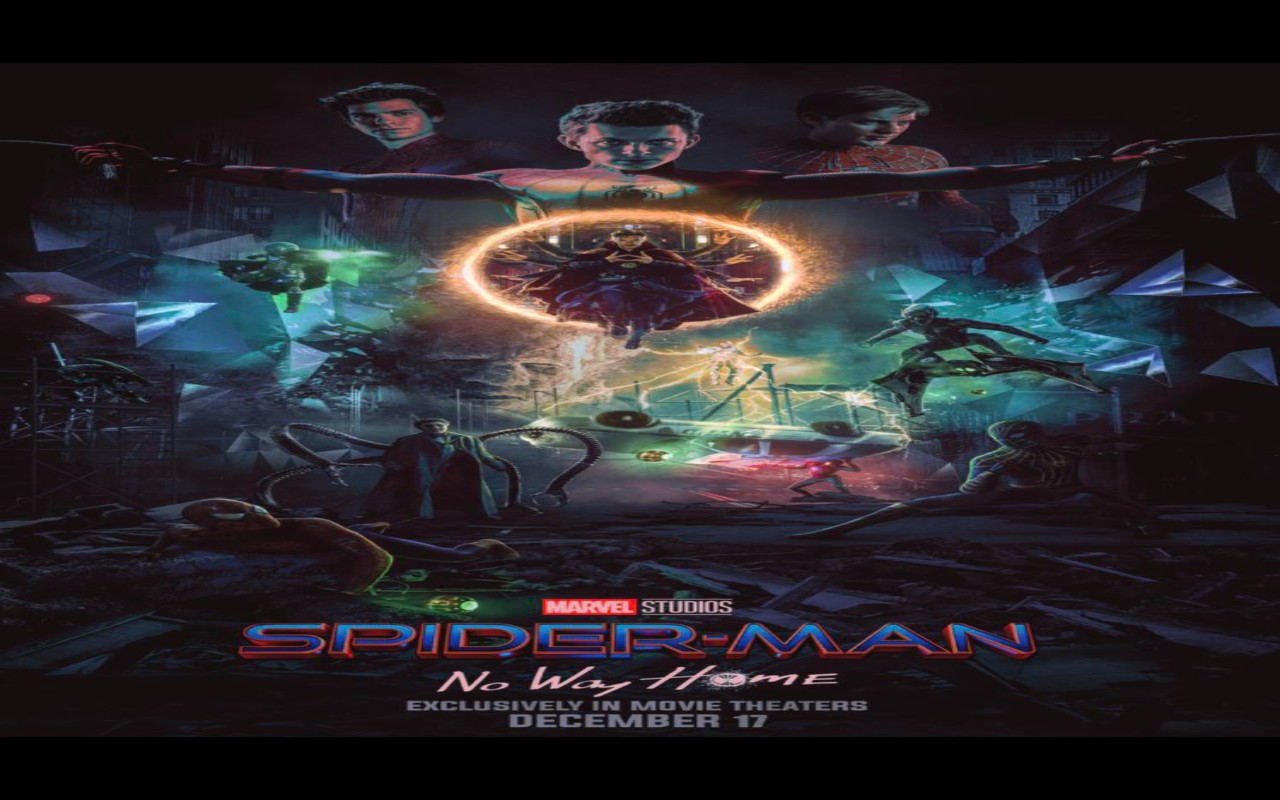 MARVEL STUDIOS
SPIDER-MAN
No Way Home
EXCLUSIVELY IN MOVIE THEATERS
DECEMBER 17